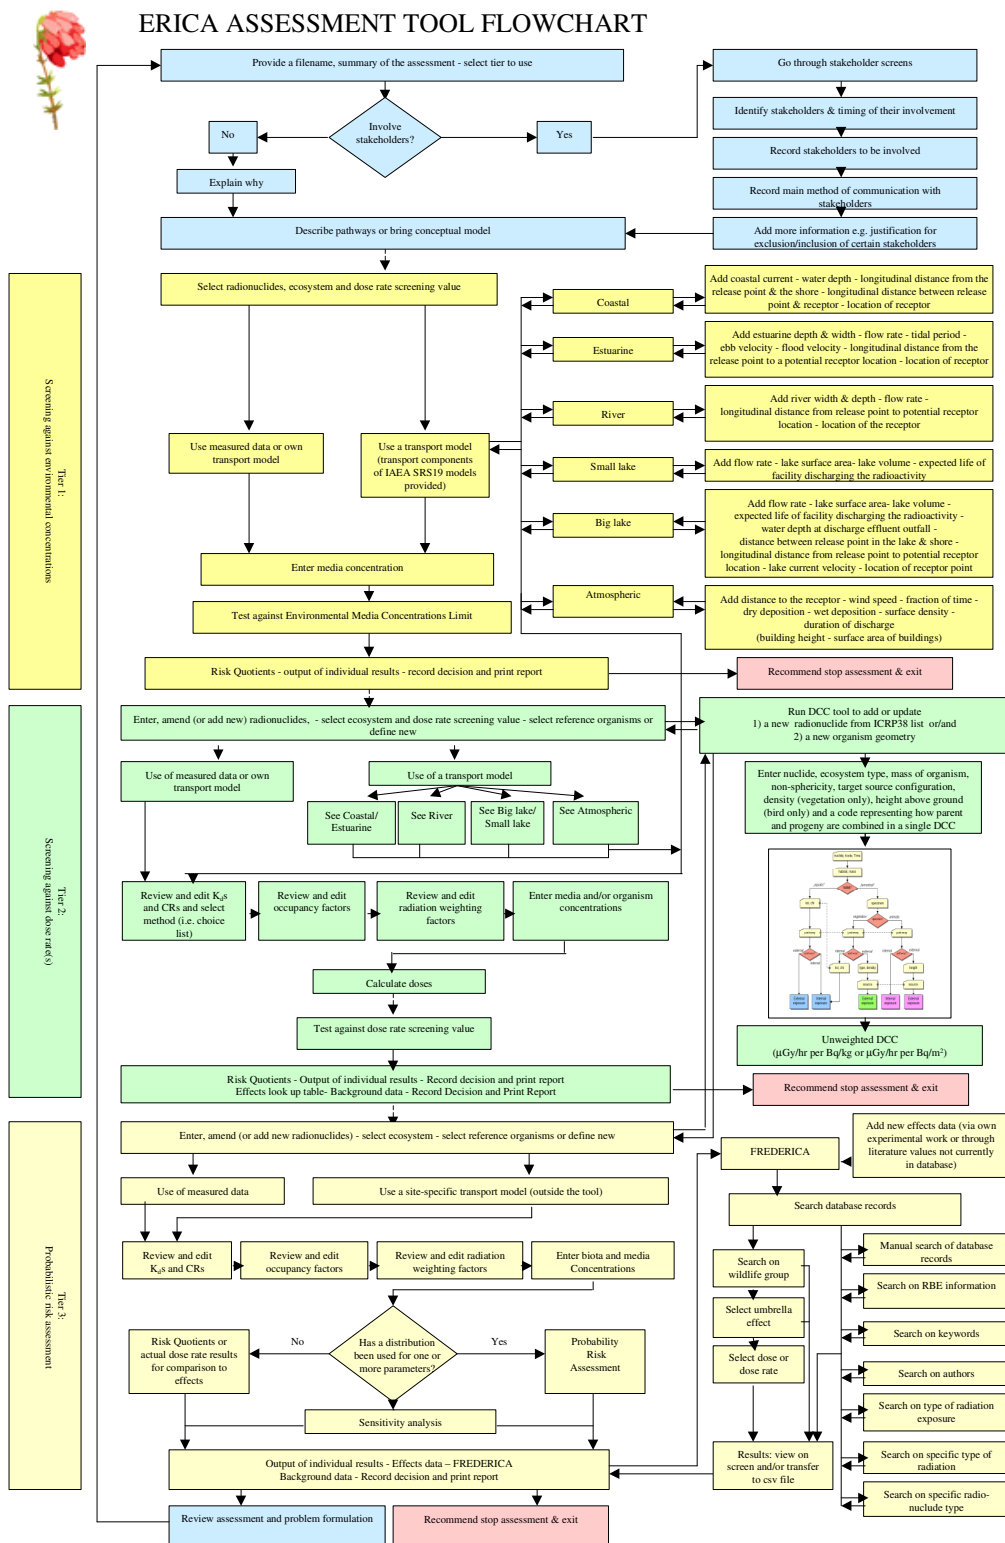 ERICA ASSESSMENT TOOL FLOWCHART
Provide a filename, summary of the assessment - select tier to use
Go through stakeholder screens
Identify stakeholders & timing of their involvement
Involve
stakeholders?
No
Yes
Record stakeholders to be involved
Explain why
Record main method of communication with
stakeholders
Describe pathways or bring conceptual model
Add more information e.g. justification for
exclusion/inclusion of certain stakeholders
Tier 1:
Screening against environmental concentrations
Select radionuclides, ecosystem and dose rate screening value
Coastal
Add coastal current - water depth - longitudinal distance from the
release point & the shore - longitudinal distance between release
point & receptor - location of receptor
Estuarine
Add estuarine depth & width - flow rate - tidal period -
ebb velocity - flood velocity - longitudinal distance from the
release point to a potential receptor location - location of receptor
River
Add river width & depth - flow rate -
longitudinal distance from release point to potential receptor
location - location of the receptor
Use measured data or own
transport model
Use a transport model
(transport components
of IAEA SRS19 models
provided)
Small lake
Add flow rate - lake surface area- lake volume - expected life of
facility discharging the radioactivity
Big lake
Add flow rate - lake surface area- lake volume -
expected life of facility discharging the radioactivity -
water depth at discharge effluent outfall -
distance between release point in the lake & shore -
longitudinal distance from release point to potential receptor
location - lake current velocity - location of receptor point
Enter media concentration
Atmospheric
Add distance to the receptor - wind speed - fraction of time -
dry deposition - wet deposition - surface density -
duration of discharge
(building height - surface area of buildings)
Test against Environmental Media Concentrations Limit
Risk Quotients - output of individual results - record decision and print report
Recommend stop assessment & exit
Tier 2:
Screening against dose rate(s)
Enter, amend (or add new) radionuclides, - select ecosystem and dose rate screening value - select reference organisms or
define new
Run DCC tool to add or update
1) a new radionuclide from ICRP38 list or/and
2) a new organism geometry
Use of measured data or own
transport model
Use of a transport model
Enter nuclide, ecosystem type, mass of organism,
non-sphericity, target source configuration,
density (vegetation only), height above ground
(bird only) and a code representing how parent
and progeny are combined in a single DCC
See Coastal/
Estuarine
See River
See Big lake/
Small lake
See Atmospheric
Review and edit Kds
and CRs and select
method (i.e. choice
list)
Review and edit
occupancy factors
Review and edit
radiation weighting
factors
Enter media and/or organism
concentrations
Calculate doses
Test against dose rate screening value
Unweighted DCC
(µGy/hr per Bq/kg or µGy/hr per Bq/m²)
Risk Quotients - Output of individual results - Record decision and print report
Effects look up table- Background data - Record Decision and Print Report
Recommend stop assessment & exit
Tier 3:
Probabilistic risk assessment
Enter, amend (or add new radionuclides) - select ecosystem - select reference organisms or define new
FREDERICA
Add new effects data (via own
experimental work or through
literature values not currently
in database)
Use of measured data
Use a site-specific transport model (outside the tool)
Search database records
Review and edit
Kds and CRs
Review and edit
occupancy factors
Review and edit radiation
weighting factors
Enter biota and media
Concentrations
Search on
wildlife group
Manual search of database
records
Search on RBE information
Select umbrella
effect
Search on keywords
Risk Quotients or
actual dose rate results
for comparison to
effects
No
Has a distribution
been used for one or
more parameters?
Yes
Probability
Risk
Assessment
Select dose or
dose rate
Search on authors
Search on type of radiation
exposure
Sensitivity analysis
Output of individual results - Effects data – FREDERICA
Background data - Record decision and print report
Results: view on
screen and/or transfer
to csv file
Search on specific type of
radiation
Search on specific radio-
nuclude type
Review assessment and problem formulation
Recommend stop assessment & exit